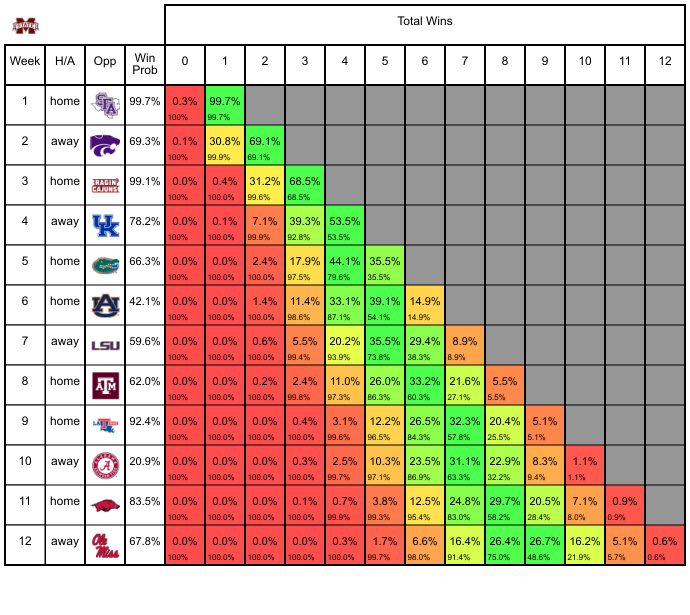 STATE
Total Wins
Week H/A Opp Win Prob 0 1 2 3 4 5 6 7 8 9 10 11 12
1 home SFA 99.7% 0.3% 99.7%
100% 99.7%
2 away 69.3% 0.1% 30.8% 69.1%
100% 99.9% 69.1%
3 home RAGIN CAJUNS 99.1% 0.0% 0.4% 31.2% 68.5%
100% 100.0% 99.6% 68.5%
4 away UK 78.2% 0.0% 0.1% 7.1% 39.3% 53.5%
100% 100.0% 99.9% 92.8% 53.5%
5 home 66.3% 0.0% 0.0% 2.4% 17.9% 44.1% 35.5%
100% 100.0% 100.0% 97.5% 79.6% 35.5%
6 home AU 42.1% 0.0% 0.0% 1.4% 11.4% 33.1% 39.1% 14.9%
100% 100.0% 100.0% 98.6% 87.1% 54.1% 14.9%
7 away LSU 59.6% 0.0% 0.0% 0.6% 5.5% 20.2% 35.5% 29.4% 8.9%
100% 100.0% 100.0% 99.4% 93.9% 73.8% 38.3% 8.9%
8 home ATM 62.0% 0.0% 0.0% 0.2% 2.4% 11.0% 26.0% 33.2% 21.6% 5.5%
100% 100.0% 100.0% 99.8% 97.3% 86.3% 60.3% 27.1% 5.5%
9 home LA TECH 92.4% 0.0% 0.0% 0.0% 0.4% 3.1% 12.2% 26.5% 32.3% 20.4% 5.1%
100% 100.0% 100.0% 100.0% 99.6% 96.5% 84.3% 57.8% 25.5% 5.1%
10 away A 20.9% 0.0% 0.0% 0.0% 0.3% 2.5% 10.3% 23.5% 31.1% 22.9% 8.3% 1.1%
100% 100.0% 100.0% 100.0% 99.7% 97.1% 86.9% 63.3% 32.2% 9.4% 1.1%
11 home 83.5% 0.0% 0.0% 0.0% 0.1% 0.7% 3.8% 12.5% 24.8% 29.7% 20.5% 7.1% 0.9%
100% 100.0% 100.0% 100.0% 99.9% 99.3% 95.4% 83.0% 58.2% 28.4% 8.0% 0.9%
12 away Ole Miss 67.8% 0.0% 0.0% 0.0% 0.0% 0.3% 1.7% 6.6% 16.4% 26.4% 26.7% 16.2% 5.1% 0.6%
100% 100.0% 100.0% 100.0% 100.0% 99.7% 98.0% 91.4% 75.0% 48.6% 21.9% 5.7% 0.6%